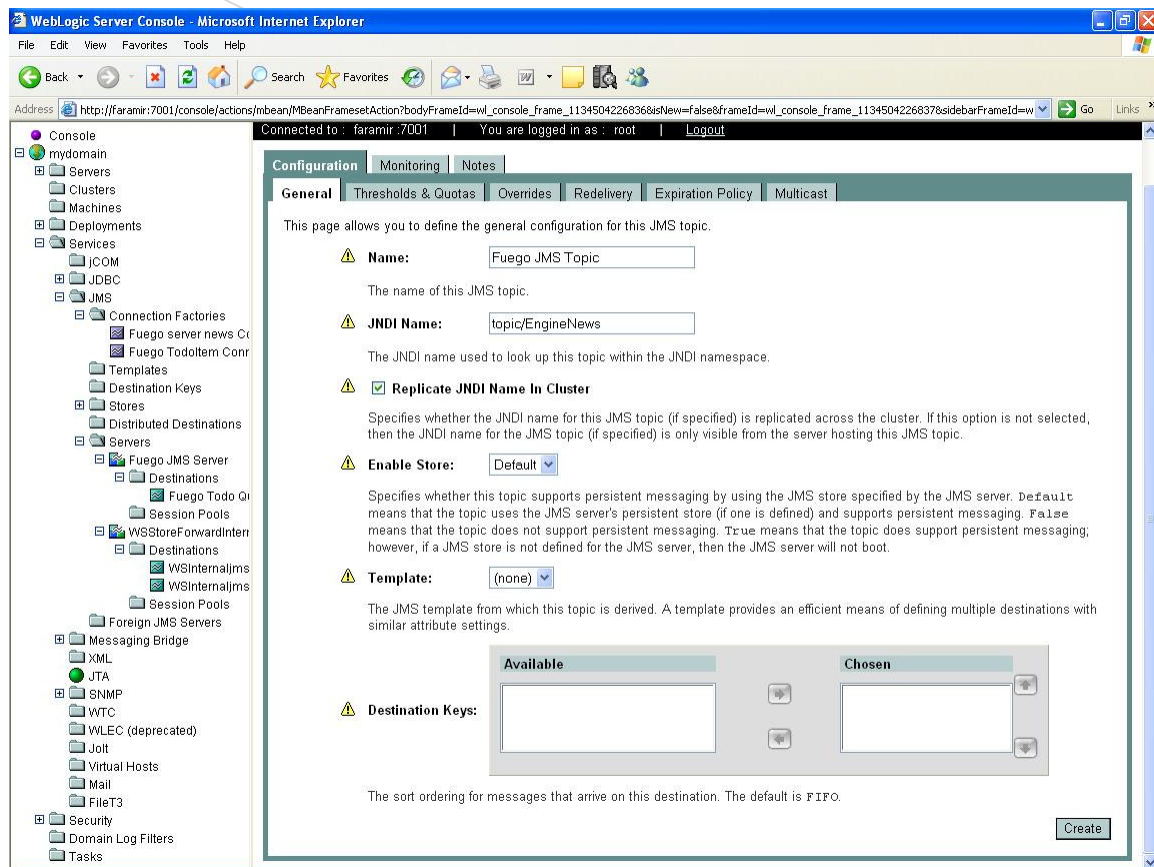 WebLogic Server Console - Microsoft Internet Explorer
File Edit View Favorites Tools Help
Back Search Favorites
Address http://faramir:7001/console/actions/mbean/MBeanFramesetAction?bodyFrameId=wl_console_frame_1134504226836&isNew=false&frameId=wl_console_frame_1134504226837&sidebarFrameId=w Go Links
Console
mydomain
Servers
Clusters
Machines
Deployments
Services
jCOM
JDBC
JMS
Connection Factories
Fuego server news Co
Fuego TodoItem Conr
Templates
Destination Keys
Stores
Distributed Destinations
Servers
Fuego JMS Server
Destinations
Fuego Todo Qu
Session Pools
WSStoreForwardInterr
Destinations
WSInternaljms
WSInternaljms
Session Pools
Foreign JMS Servers
Messaging Bridge
XML
JTA
SNMP
WTC
WLEC (deprecated)
Jolt
Virtual Hosts
Mail
FileT3
Security
Domain Log Filters
Tasks
Connected to : faramir :7001 | You are logged in as : root | Logout
Configuration Monitoring Notes
General Thresholds & Quotas Overrides Redelivery Expiration Policy Multicast
This page allows you to define the general configuration for this JMS topic.
Name: Fuego JMS Topic
The name of this JMS topic.
JNDI Name: topic/EngineNews
The JNDI name used to look up this topic within the JNDI namespace.
Replicate JNDI Name In Cluster
Specifies whether the JNDI name for this JMS topic (if specified) is replicated across the cluster. If this option is not selected,
then the JNDI name for the JMS topic (if specified) is only visible from the server hosting this JMS topic.
Enable Store: Default
Specifies whether this topic supports persistent messaging by using the JMS store specified by the JMS server. Default
means that the topic uses the JMS server's persistent store (if one is defined) and supports persistent messaging. False
means that the topic does not support persistent messaging. True means that the topic does support persistent messaging;
however, if a JMS store is not defined for the JMS server, then the JMS server will not boot.
Template: (none)
The JMS template from which this topic is derived. A template provides an efficient means of defining multiple destinations with
similar attribute settings.
Available Chosen
Destination Keys:
The sort ordering for messages that arrive on this destination. The default is FIFO.
Create